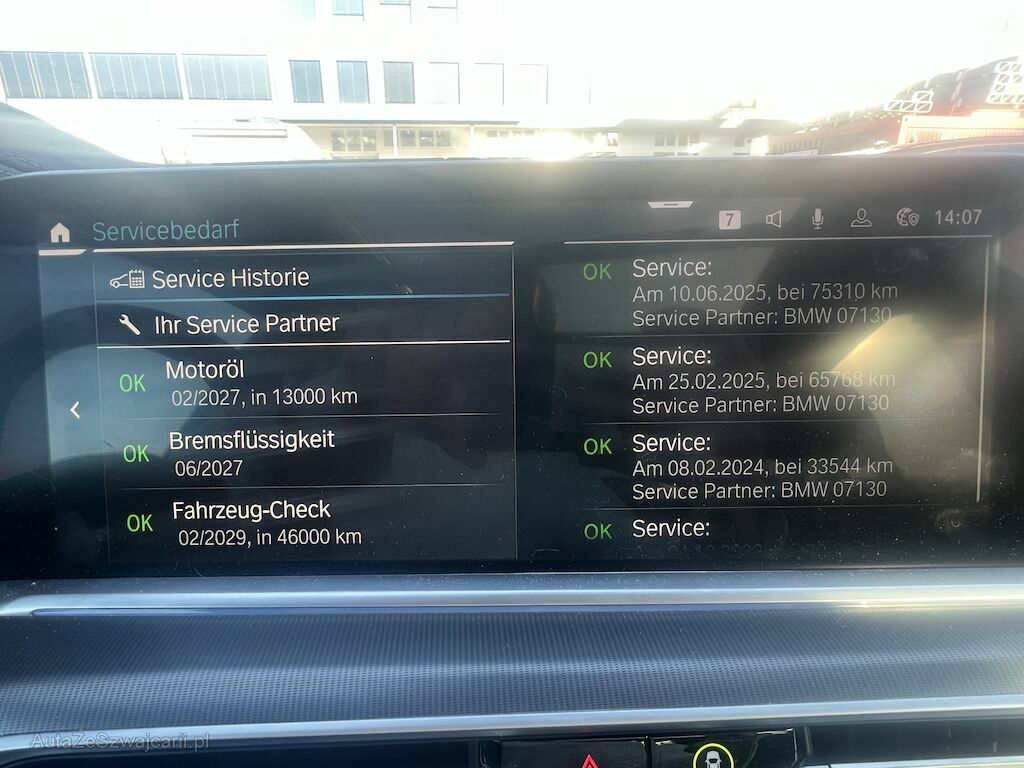 Servicebedarf
7
14:07
Service Historie
Ihr Service Partner
OK Motoröl
02/2027, in 13000 km
OK Bremsflüssigkeit
06/2027
OK Fahrzeug-Check
02/2029, in 46000 km
OK Service:
Am 10.06.2025, bei 75310 km
Service Partner: BMW 07130
OK Service:
Am 25.02.2025, bei 65768 km
Service Partner: BMW 07130
OK Service:
Am 08.02.2024, bei 33544 km
Service Partner: BMW 07130
OK Service:
AutaZeSzwajcarii.pl